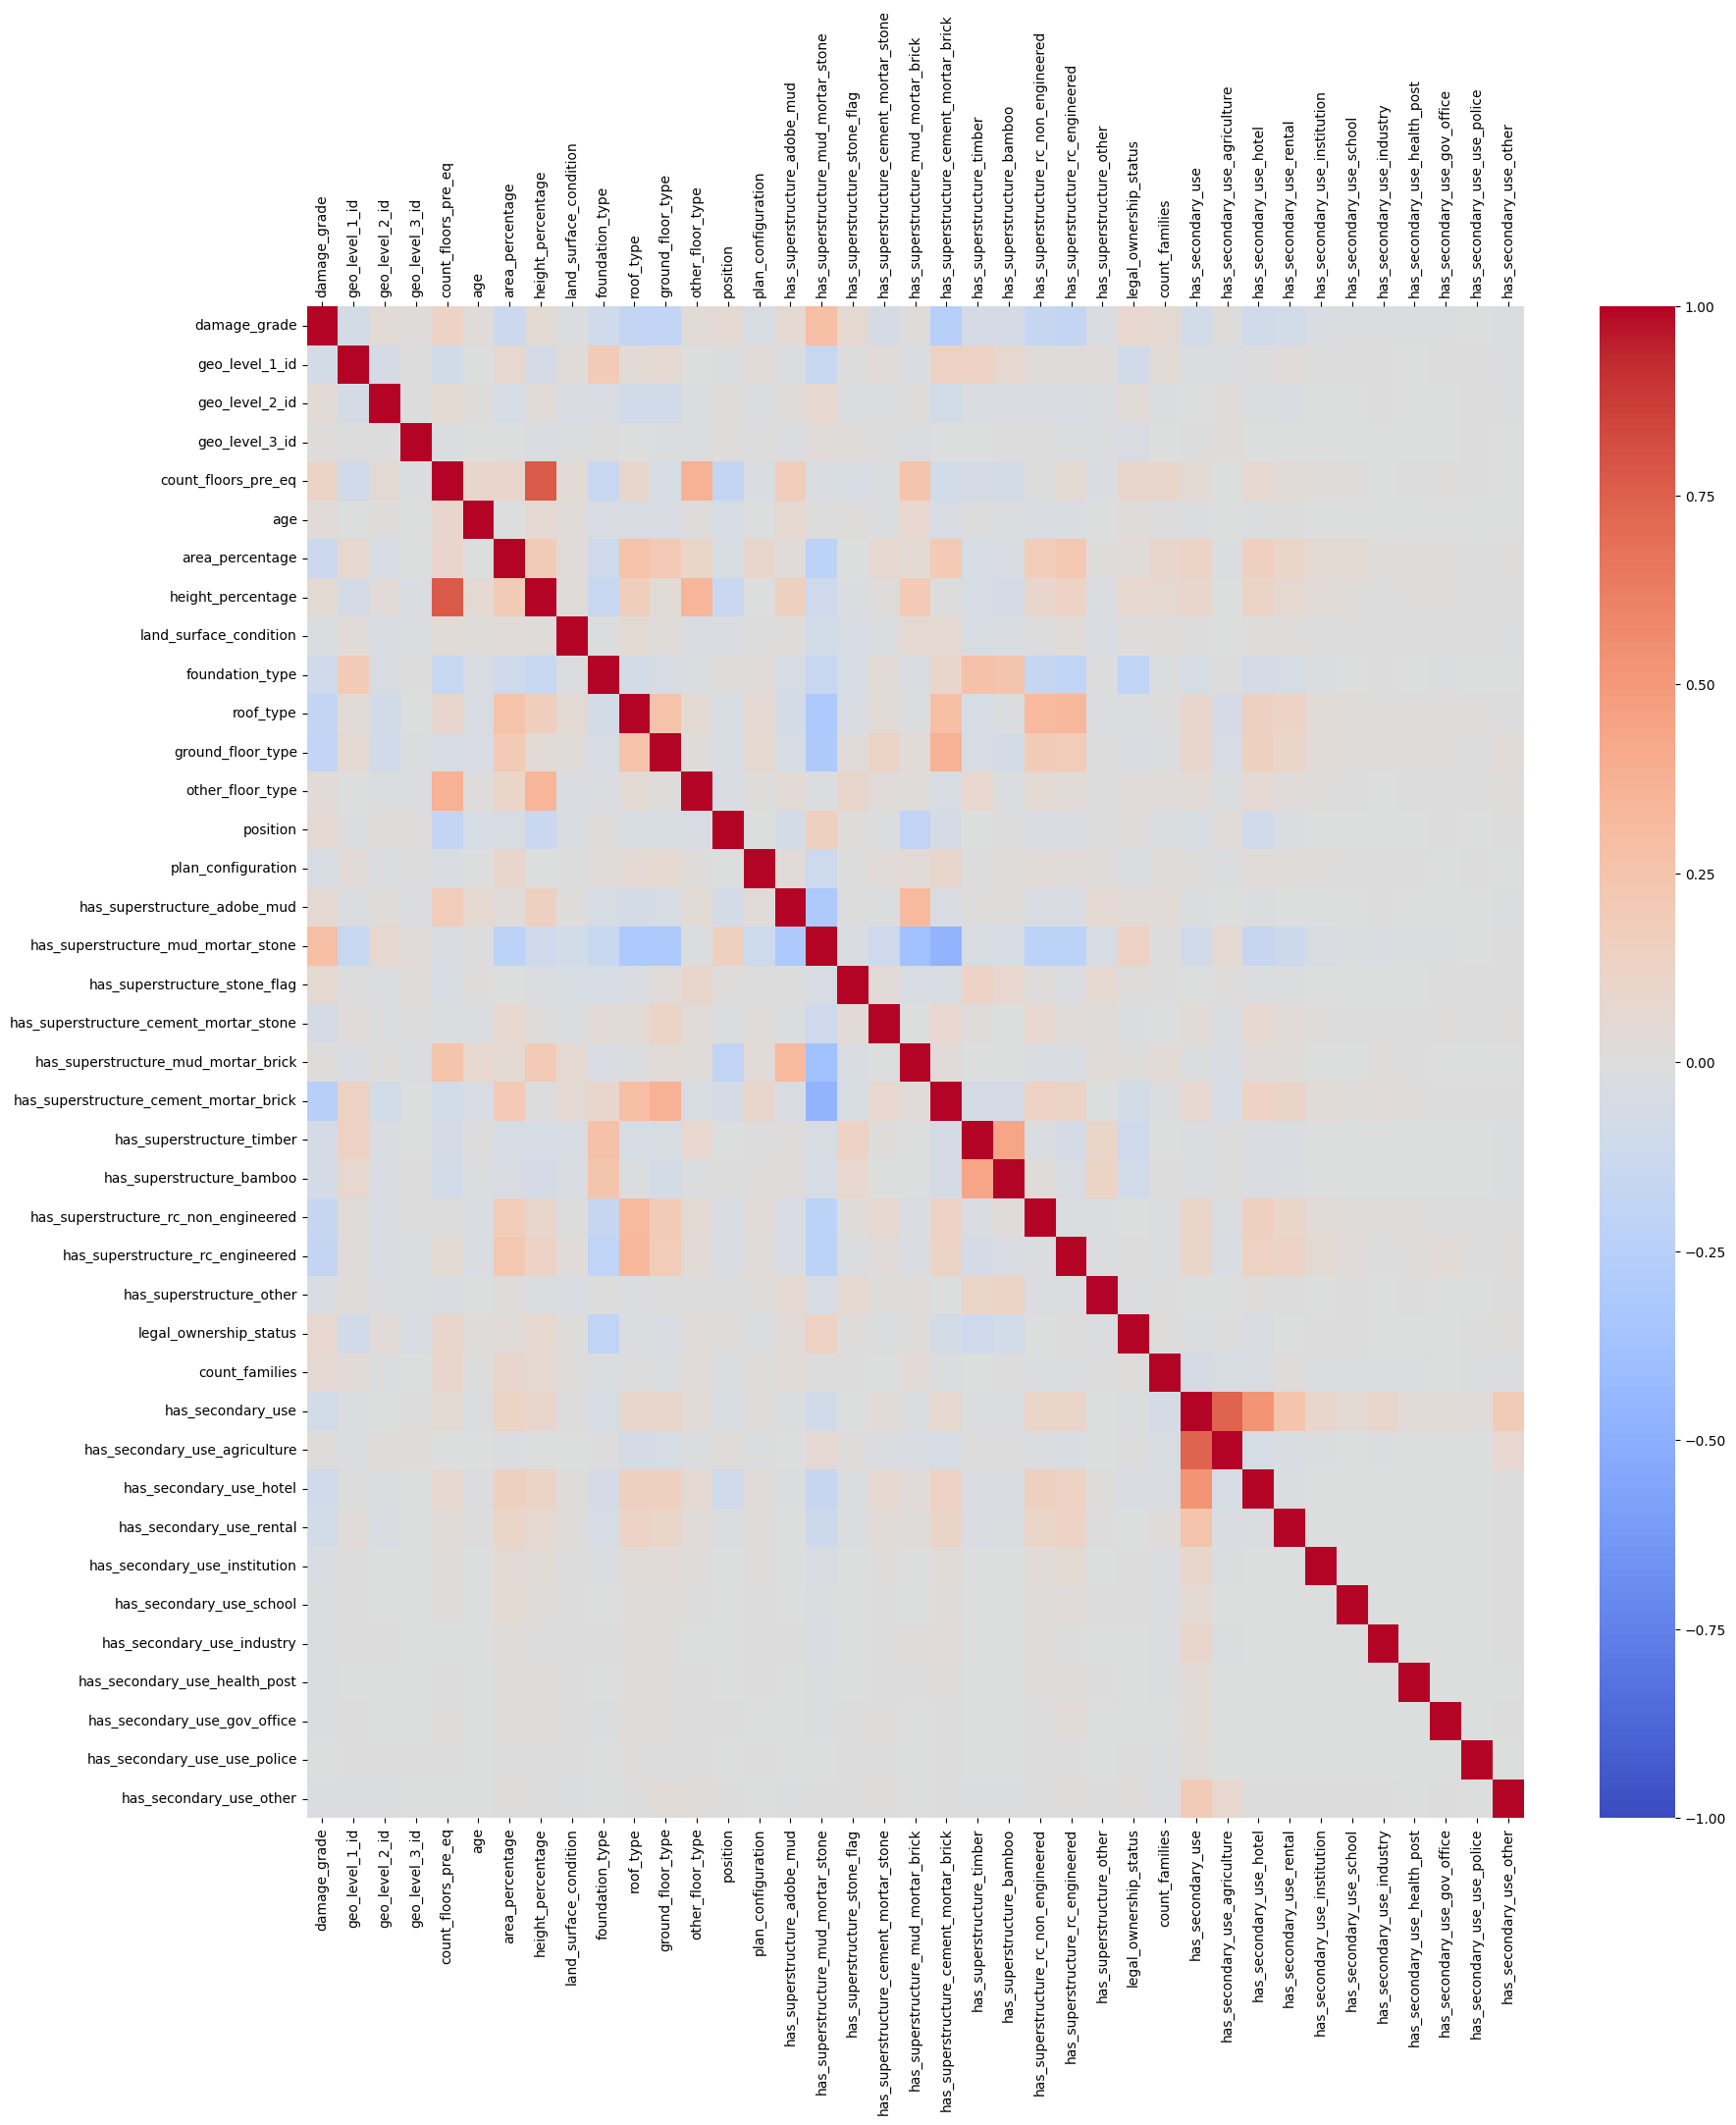 damage_grade
geo_level_1_id
geo_level_2_id
geo_level_3_id
count_floors_pre_eq
age
area_percentage
height_percentage
land_surface_condition
foundation_type
roof_type
ground_floor_type
other_floor_type
position
plan_configuration
has_superstructure_adobe_mud
has_superstructure_mud_mortar_stone
has_superstructure_stone_flag
has_superstructure_cement_mortar_stone
has_superstructure_mud_mortar_brick
has_superstructure_cement_mortar_brick
has_superstructure_timber
has_superstructure_bamboo
has_superstructure_rc_non_engineered
has_superstructure_rc_engineered
has_superstructure_other
legal_ownership_status
count_families
has_secondary_use
has_secondary_use_agriculture
has_secondary_use_hotel
has_secondary_use_rental
has_secondary_use_institution
has_secondary_use_school
has_secondary_use_industry
has_secondary_use_health_post
has_secondary_use_gov_office
has_secondary_use_use_police
has_secondary_use_other
damage_grade
geo_level_1_id
geo_level_2_id
geo_level_3_id
count_floors_pre_eq
age
area_percentage
height_percentage
land_surface_condition
foundation_type
roof_type
ground_floor_type
other_floor_type
position
plan_configuration
has_superstructure_adobe_mud
has_superstructure_mud_mortar_stone
has_superstructure_stone_flag
has_superstructure_cement_mortar_stone
has_superstructure_mud_mortar_brick
has_superstructure_cement_mortar_brick
has_superstructure_timber
has_superstructure_bamboo
has_superstructure_rc_non_engineered
has_superstructure_rc_engineered
has_superstructure_other
legal_ownership_status
count_families
has_secondary_use
has_secondary_use_agriculture
has_secondary_use_hotel
has_secondary_use_rental
has_secondary_use_institution
has_secondary_use_school
has_secondary_use_industry
has_secondary_use_health_post
has_secondary_use_gov_office
has_secondary_use_use_police
has_secondary_use_other
1.00
0.75
0.50
0.25
0.00
−0.25
−0.50
−0.75
−1.00
damage_grade
geo_level_1_id
geo_level_2_id
geo_level_3_id
count_floors_pre_eq
age
area_percentage
height_percentage
land_surface_condition
foundation_type
roof_type
ground_floor_type
other_floor_type
position
plan_configuration
has_superstructure_adobe_mud
has_superstructure_mud_mortar_stone
has_superstructure_stone_flag
has_superstructure_cement_mortar_stone
has_superstructure_mud_mortar_brick
has_superstructure_cement_mortar_brick
has_superstructure_timber
has_superstructure_bamboo
has_superstructure_rc_non_engineered
has_superstructure_rc_engineered
has_superstructure_other
legal_ownership_status
count_families
has_secondary_use
has_secondary_use_agriculture
has_secondary_use_hotel
has_secondary_use_rental
has_secondary_use_institution
has_secondary_use_school
has_secondary_use_industry
has_secondary_use_health_post
has_secondary_use_gov_office
has_secondary_use_use_police
has_secondary_use_other